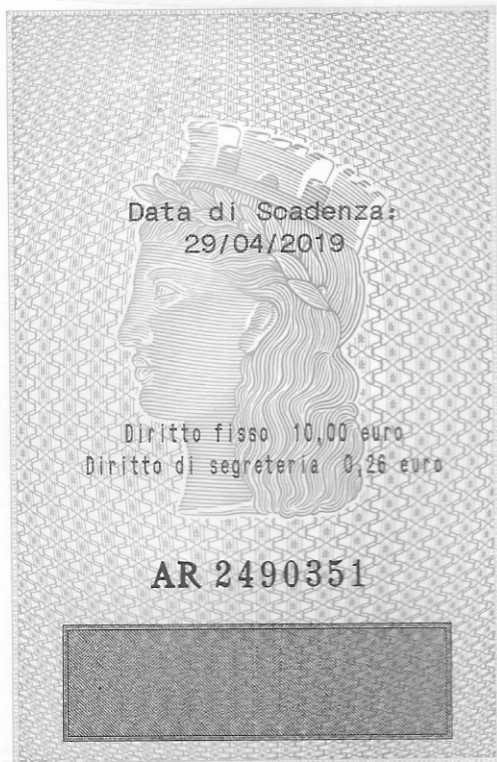 Data di Scadenza:
29/04/2019
Diritto fisso 10,00 euro
Diritto di segreteria 0,26 euro
AR 2490351